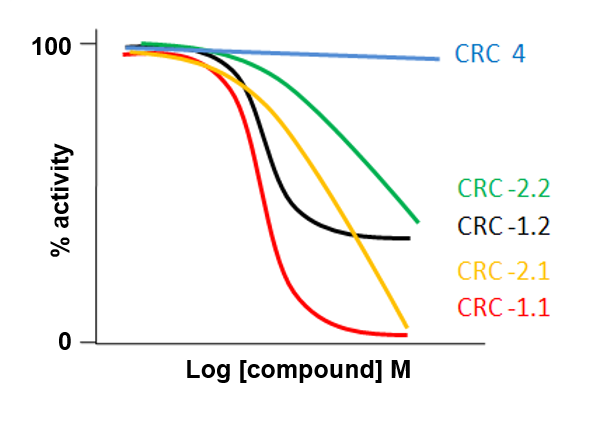 100
CRC 4
% activity
CRC -2.2
CRC -1.2
CRC -2.1
CRC -1.1
0
Log [compound] M